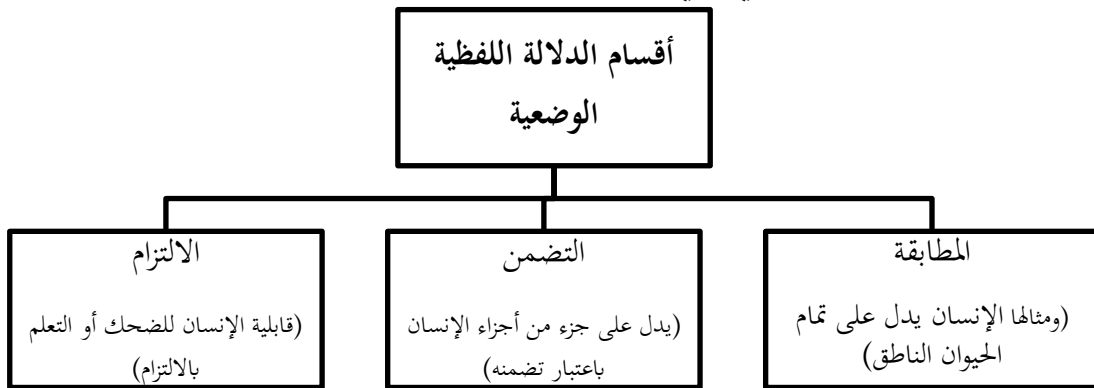 أقسام الدلالة اللفظية
الوضعية
المطابقة
(ومثالها الإنسان يدل على تمام
الحيوان الناطق)
التضمن
(يدل على جزء من أجزاء الإنسان
باعتبار تضمنه)
الالتزام
(قابلية الإنسان للضحك أو التعلم
بالالتزام)